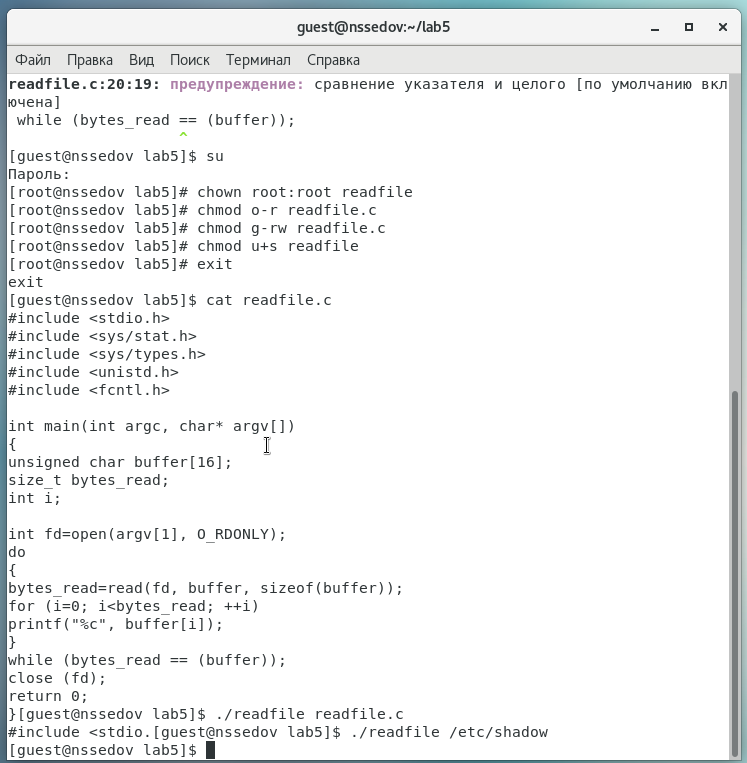 guest@nssedov:~/lab5
Файл Правка Вид Поиск Терминал Справка
readfile.c:20:19: предупреждение: сравнение указателя и целого [по умолчанию вкл
ючена]
 while (bytes_read == (buffer));
                   ^
[guest@nssedov lab5]$ su
Пароль:
[root@nssedov lab5]# chown root:root readfile
[root@nssedov lab5]# chmod o-r readfile.c
[root@nssedov lab5]# chmod g-rw readfile.c
[root@nssedov lab5]# chmod u+s readfile
[root@nssedov lab5]# exit
exit
[guest@nssedov lab5]$ cat readfile.c
#include <stdio.h>
#include <sys/stat.h>
#include <sys/types.h>
#include <unistd.h>
#include <fcntl.h>

int main(int argc, char* argv[])
{
unsigned char buffer[16];
size_t bytes_read;
int i;

int fd=open(argv[1], O_RDONLY);
do
{
bytes_read=read(fd, buffer, sizeof(buffer));
for (i=0; i<bytes_read; ++i)
printf("%c", buffer[i]);
}
while (bytes_read == (buffer));
close (fd);
return 0;
}[guest@nssedov lab5]$ ./readfile readfile.c
#include <stdio.[guest@nssedov lab5]$ ./readfile /etc/shadow
[guest@nssedov lab5]$